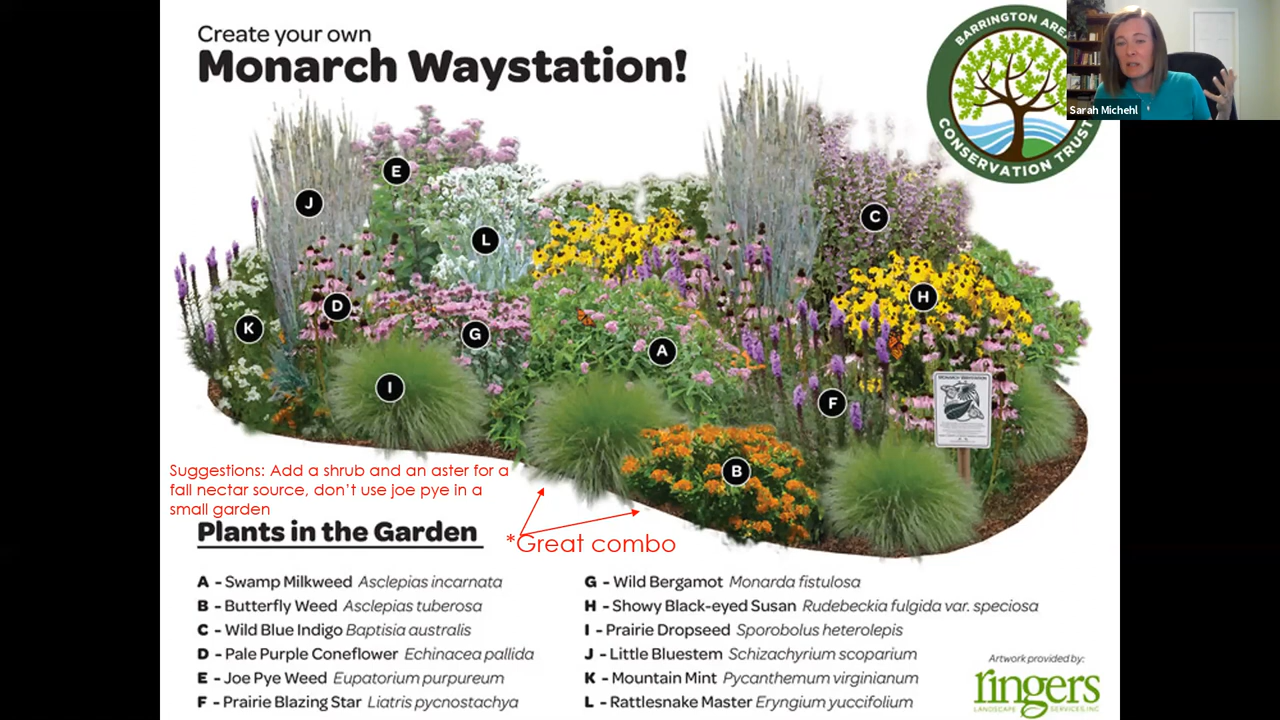 Create your own
Monarch Waystation!
BARRINGTON AREA
CONSERVATION TRUST
Sarah Michehl
E
J
C
L
H
D
K
G
A
I
F
MONARCH WAYSTATION
B
Suggestions: Add a shrub and an aster for a
fall nectar source, don't use joe pye in a
small garden
Plants in the Garden
*Great combo
A - Swamp Milkweed Asclepias incarnata
B - Butterfly Weed Asclepias tuberosa
C - Wild Blue Indigo Baptisia australis
D - Pale Purple Coneflower Echinacea pallida
E - Joe Pye Weed Eupatorium purpureum
F - Prairie Blazing Star Liatris pycnostachya
G - Wild Bergamot Monarda fistulosa
H - Showy Black-eyed Susan Rudebeckia fulgida var. speciosa
I - Prairie Dropseed Sporobolus heterolepis
J - Little Bluestem Schizachyrium scoparium
K - Mountain Mint Pycanthemum virginianum
L - Rattlesnake Master Eryngium yuccifolium
Artwork provided by:
ringers
LANDSCAPE SERVICES, INC